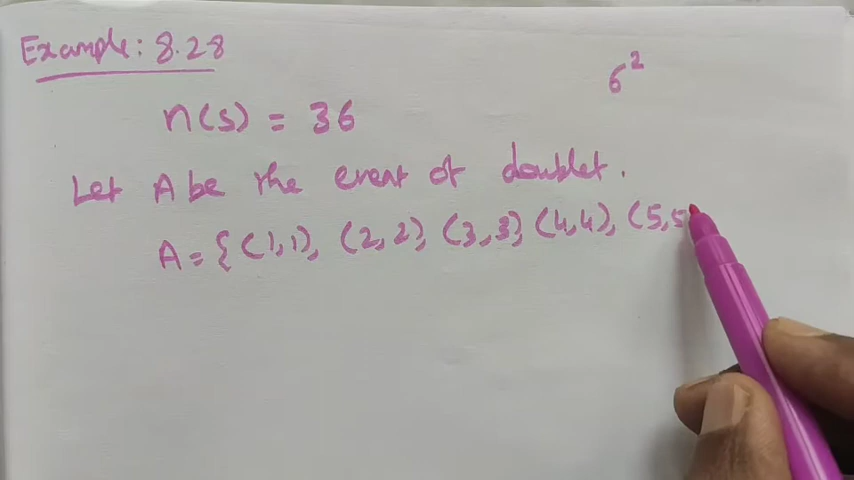 Example: 8.28
6²
n(s) = 36
Let A be the event of doublet.
A = { (1,1), (2,2), (3,3), (4,4), (5,5